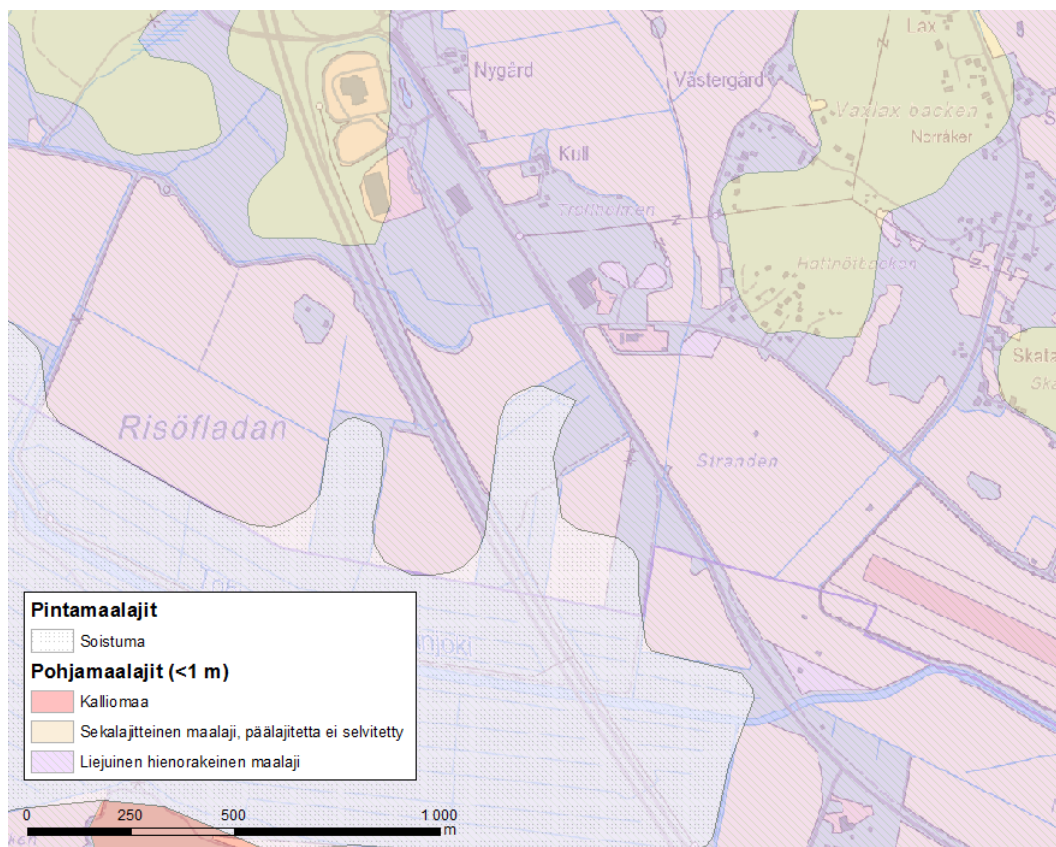 Lax
Nygård
Västergård
Vaxlax backen
Norråker
Kull
Trollholmen
Skata
Risöfladan
Stranden
Pintamaalajit
Soistuma
Pohjamaalajit (<1 m)
Kalliomaa
Sekalajitteinen maalaji, päälajitetta ei selvitetty
Liejuinen hienorakeinen maalaji
0 250 500 1 000
m